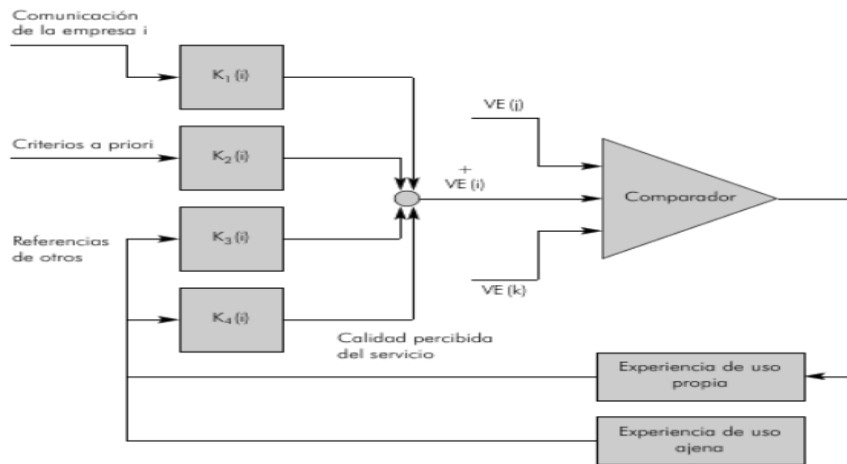 Comunicación
de la empresa i
K₁(i)
VE(j)
Criterios a priori
K₂(i)
+
VE(i)
Comparador
Referencias
de otros
K₃(i)
VE(k)
K₄(i)
Calidad percibida
del servicio
Experiencia de uso
propia
Experiencia de uso
ajena